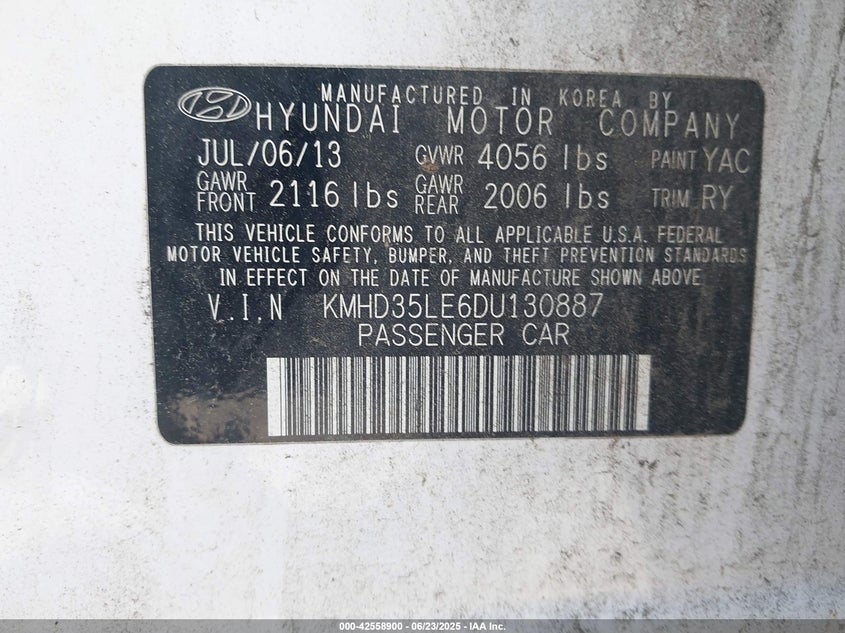 MANUFACTURED IN KOREA BY
HYUNDAI MOTOR COMPANY
JUL/06/13 GVWR 4056 lbs PAINT YAC
GAWR FRONT 2116 lbs GAWR REAR 2006 lbs TRIM RY
THIS VEHICLE CONFORMS TO ALL APPLICABLE U.S.A. FEDERAL
MOTOR VEHICLE SAFETY, BUMPER, AND THEFT PREVENTION STANDARDS
IN EFFECT ON THE DATE OF MANUFACTURE SHOWN ABOVE
V.I.N KMHD35LE6DU130887
PASSENGER CAR
000-42558900 - 06/23/2025 - IAA Inc.